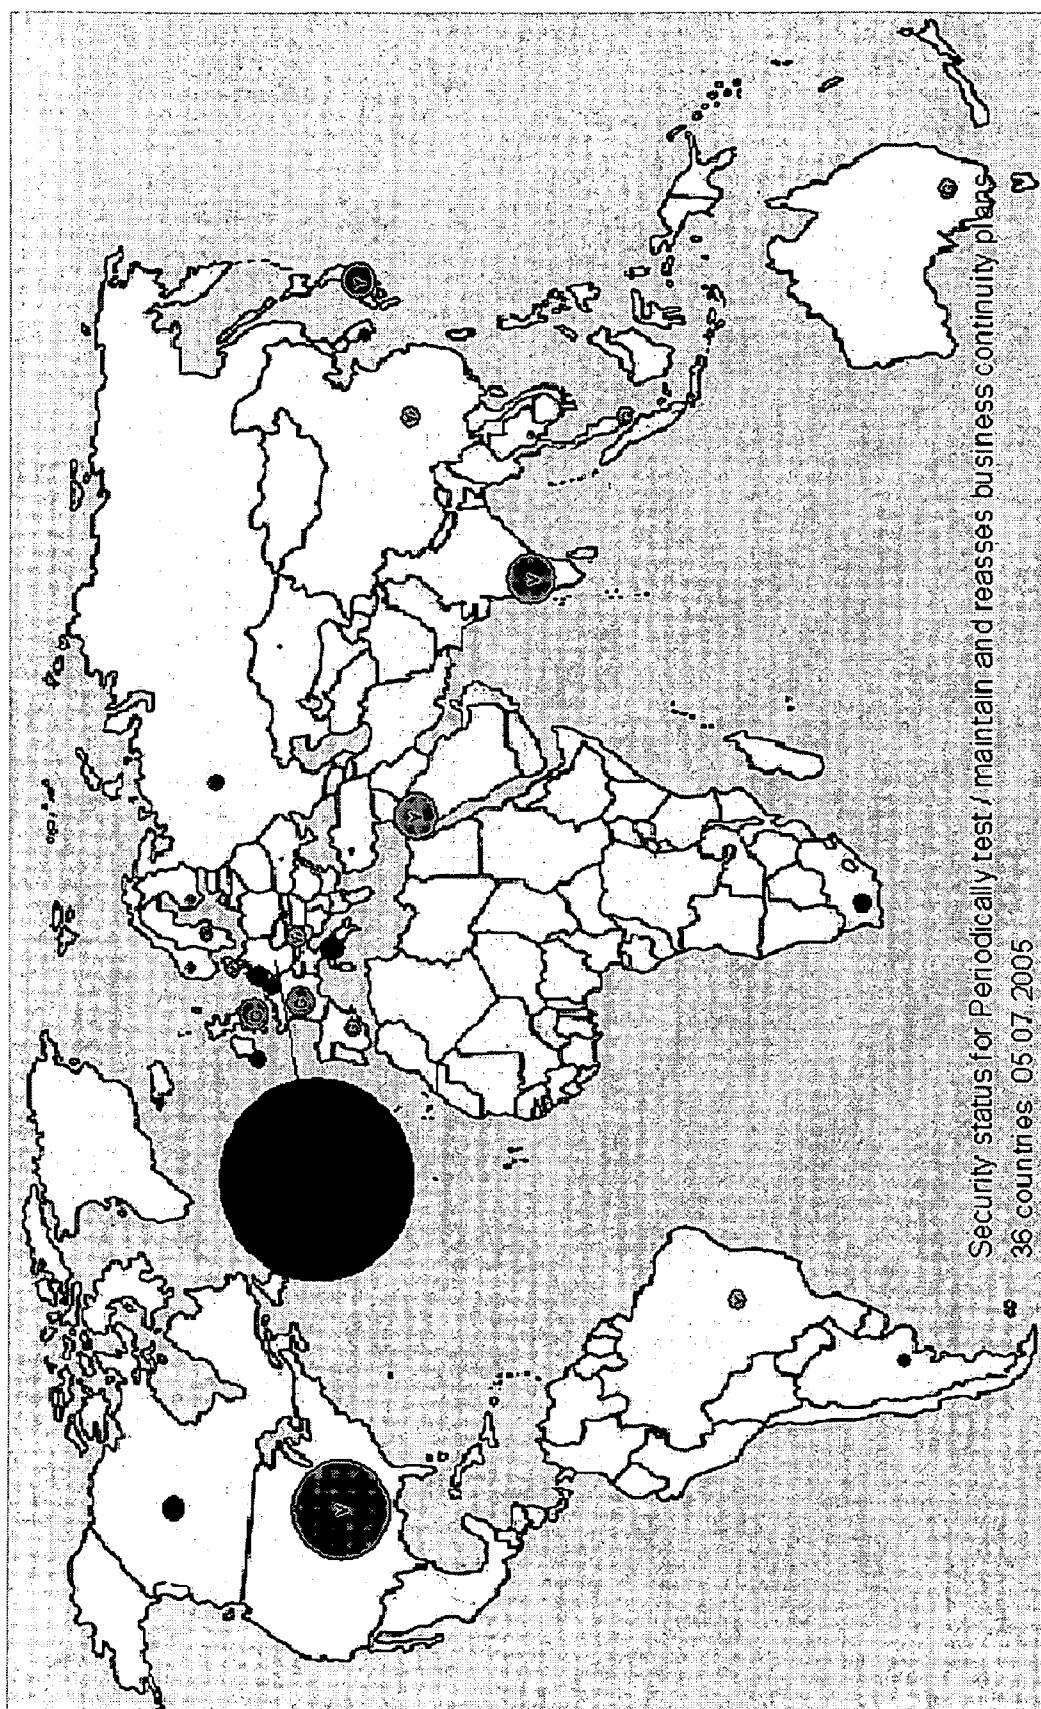 Security status for Periodically test / maintain and reasses business continuity plans
36 countries: 05.07.2005
Y
Y
Y
Y